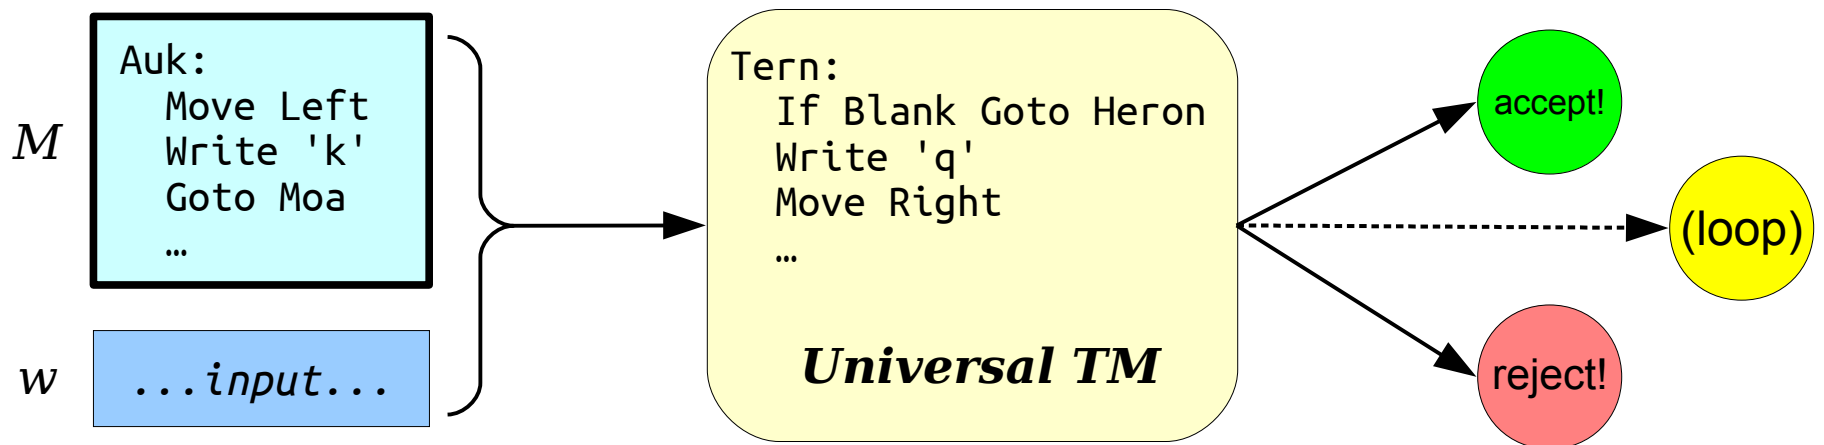 M
Auk:
Move Left
Write 'k'
Goto Moa
…
w
...input...
Tern:
If Blank Goto Heron
Write 'q'
Move Right
…
Universal TM
accept!
(loop)
reject!